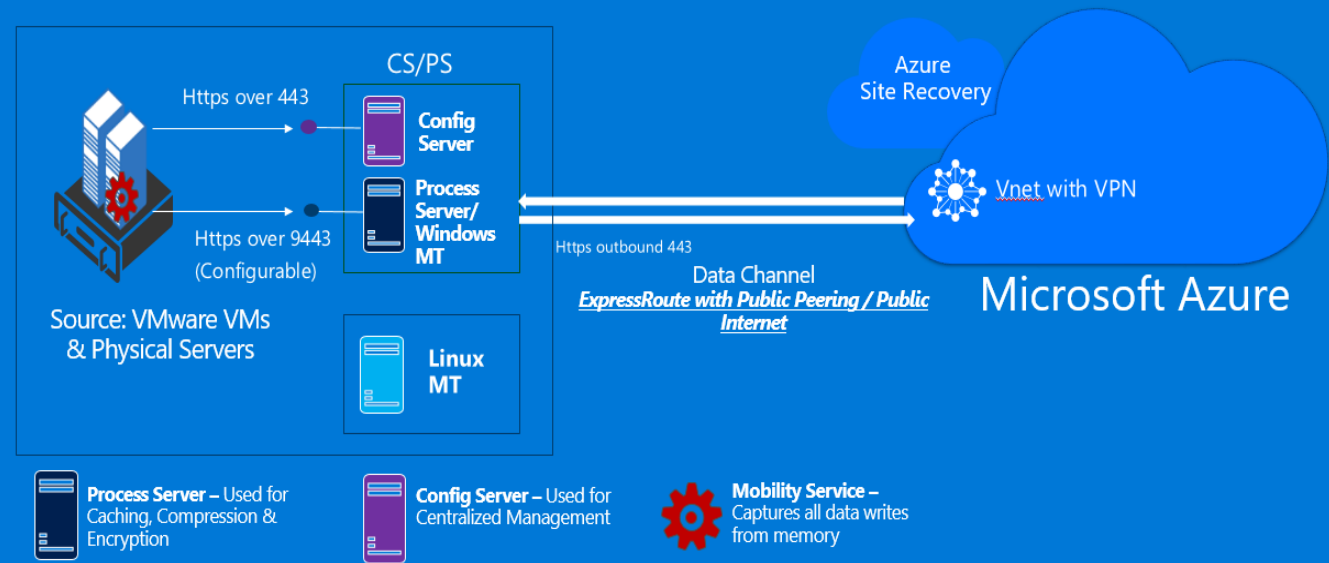 CS/PS
Https over 443
Config
Server
Process
Server/
Windows
MT
Https over 9443
(Configurable)
Source: VMware VMs
& Physical Servers
Linux
MT
Https outbound 443
Data Channel
ExpressRoute with Public Peering / Public
Internet
Azure
Site Recovery
Vnet with VPN
Microsoft Azure
Process Server – Used for
Caching, Compression &
Encryption
Config Server – Used for
Centralized Management
Mobility Service –
Captures all data writes
from memory